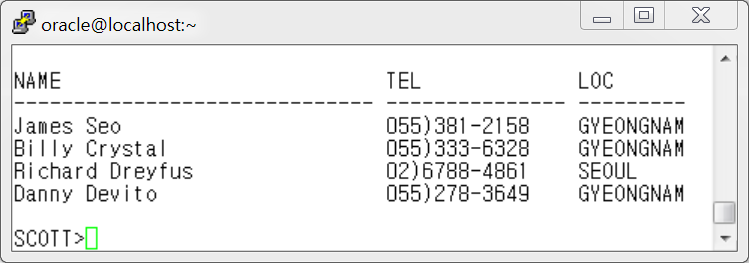 oracle@localhost:~
NAME TEL LOC
------------------------------ --------------- ---------
James Seo 055)381-2158 GYEONGNAM
Billy Crystal 055)333-6328 GYEONGNAM
Richard Dreyfus 02)6788-4861 SEOUL
Danny Devito 055)278-3649 GYEONGNAM
SCOTT>